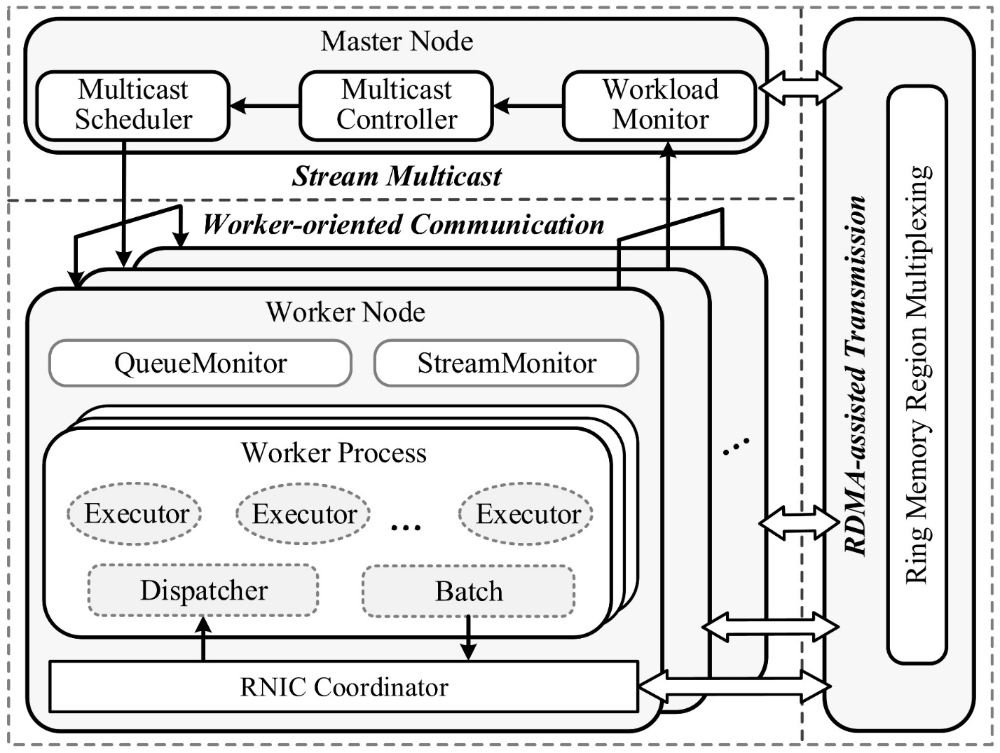 Master Node
Multicast
Scheduler
Multicast
Controller
Workload
Monitor
Stream Multicast
Worker-oriented Communication
Worker Node
QueueMonitor
StreamMonitor
Worker Process
Executor
Executor
...
Executor
Dispatcher
Batch
RNIC Coordinator
...
RDMA-assisted Transmission
Ring Memory Region Multiplexing